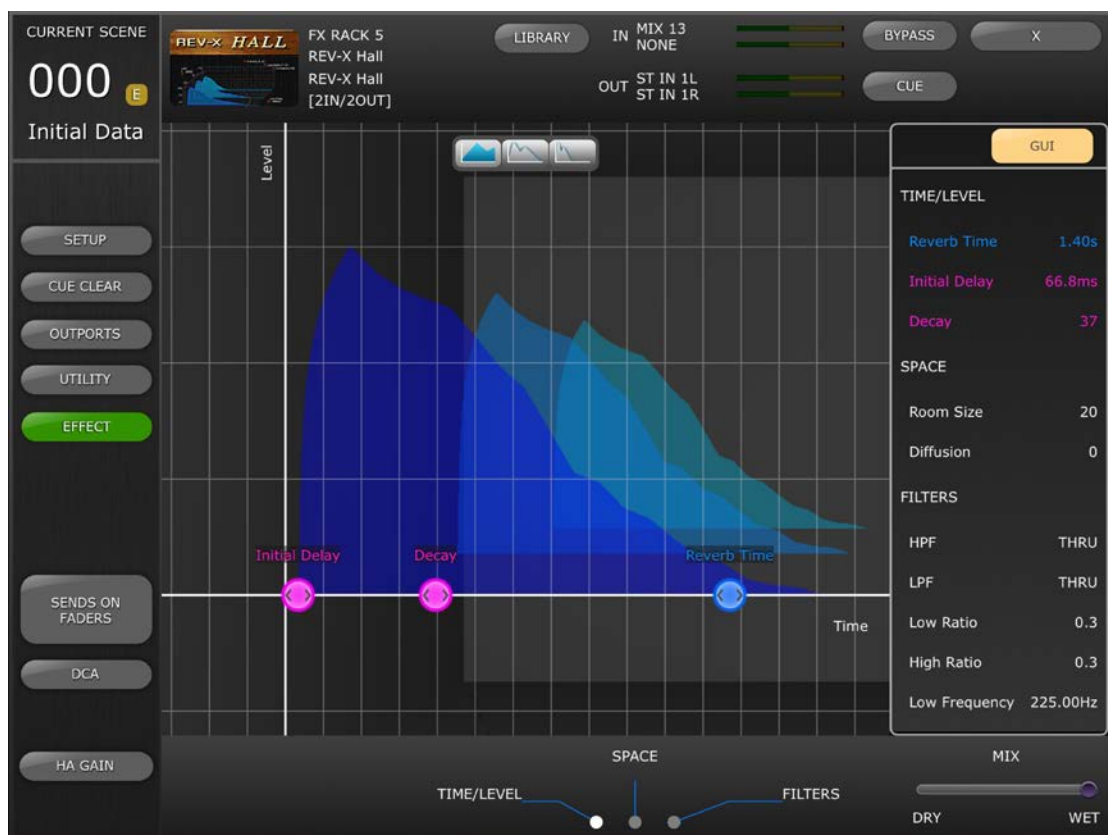 CURRENT SCENE
000 E
Initial Data
SETUP
CUE CLEAR
OUTPORTS
UTILITY
EFFECT
SENDS ON
FADERS
DCA
HA GAIN
REV-X HALL
FX RACK 5
REV-X Hall
REV-X Hall
[2IN/2OUT]
LIBRARY
IN MIX 13
NONE
OUT ST IN 1L
ST IN 1R
BYPASS
X
CUE
Level
Initial Delay
Decay
Reverb Time
Time
GUI
TIME/LEVEL
Reverb Time 1.40s
Initial Delay 66.8ms
Decay 37
SPACE
Room Size 20
Diffusion 0
FILTERS
HPF THRU
LPF THRU
Low Ratio 0.3
High Ratio 0.3
Low Frequency 225.00Hz
SPACE
TIME/LEVEL
FILTERS
MIX
DRY WET